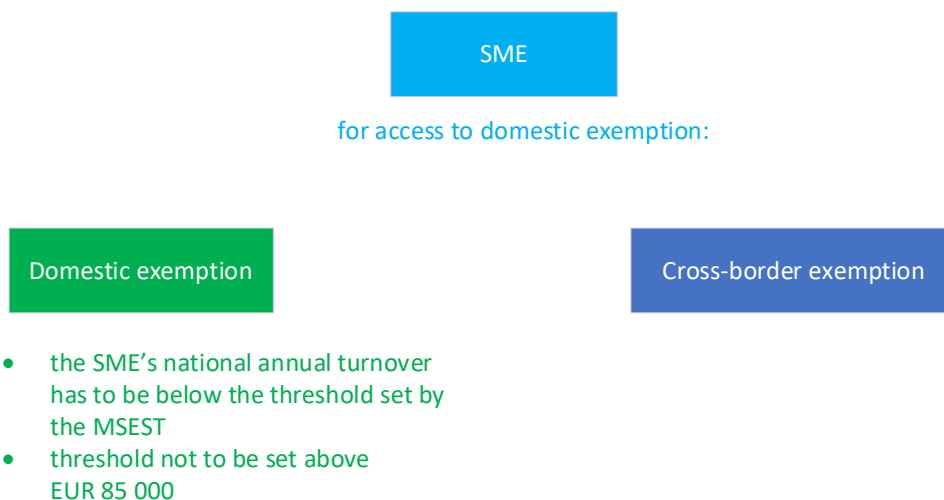 SME
for access to domestic exemption:
Domestic exemption
Cross-border exemption
• the SME’s national annual turnover
has to be below the threshold set by
the MSEST
• threshold not to be set above
EUR 85 000